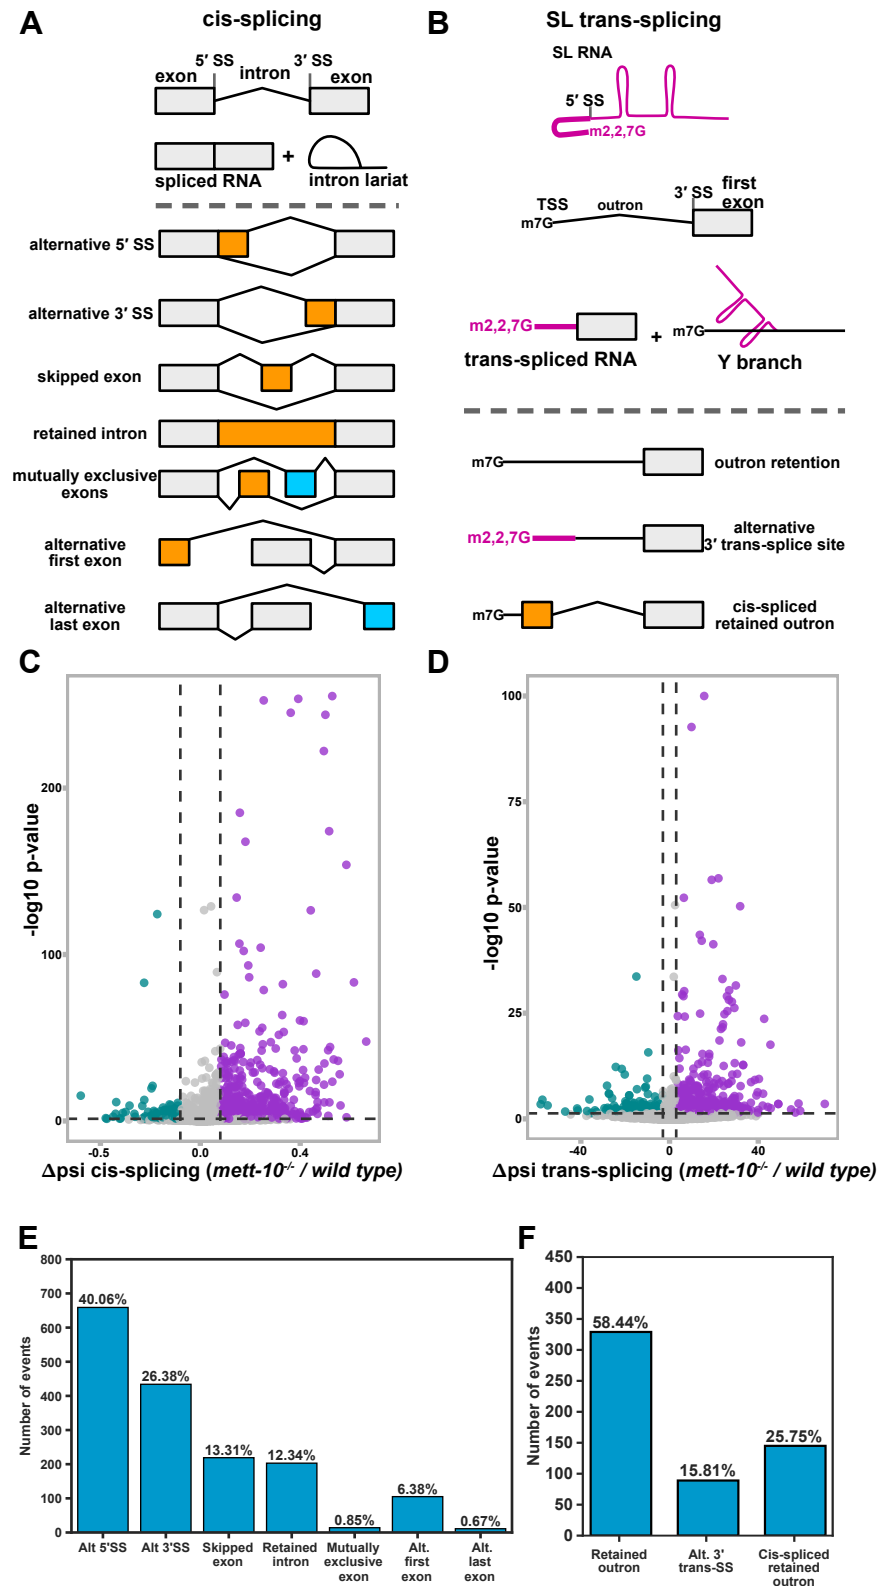 A
cis-splicing
5′ SS
3′ SS
exon
intron
exon
+
spliced RNA
intron lariat
alternative 5′ SS
alternative 3′ SS
skipped exon
retained intron
mutually exclusive
exons
alternative
first exon
alternative
last exon
B
SL trans-splicing
SL RNA
5′ SS
m2,2,7G
TSS
outron
3′ SS
first
exon
m7G
m2,2,7G
+
m7G
trans-spliced RNA
Y branch
m7G
outron retention
m2,2,7G
alternative
3′ trans-splice site
m7G
cis-spliced
retained outron
C
-log10 p-value
200
100
0
-0.5
0.0
0.4
Δpsi cis-splicing (mett-10-/- / wild type)
D
-log10 p-value
100
75
50
25
0
-40
0
40
Δpsi trans-splicing (mett-10-/- / wild type)
E
Number of events
800
700
600
500
400
300
200
100
0
40.06%
26.38%
13.31%
12.34%
0.85%
6.38%
0.67%
Alt 5'SS
Alt 3'SS
Skipped
exon
Retained
intron
Mutually
exclusive
exon
Alt.
first
exon
Alt.
last
exon
F
Number of events
450
400
350
300
250
200
150
100
50
0
58.44%
15.81%
25.75%
Retained
outron
Alt. 3'
trans-SS
Cis-spliced
retained
outron